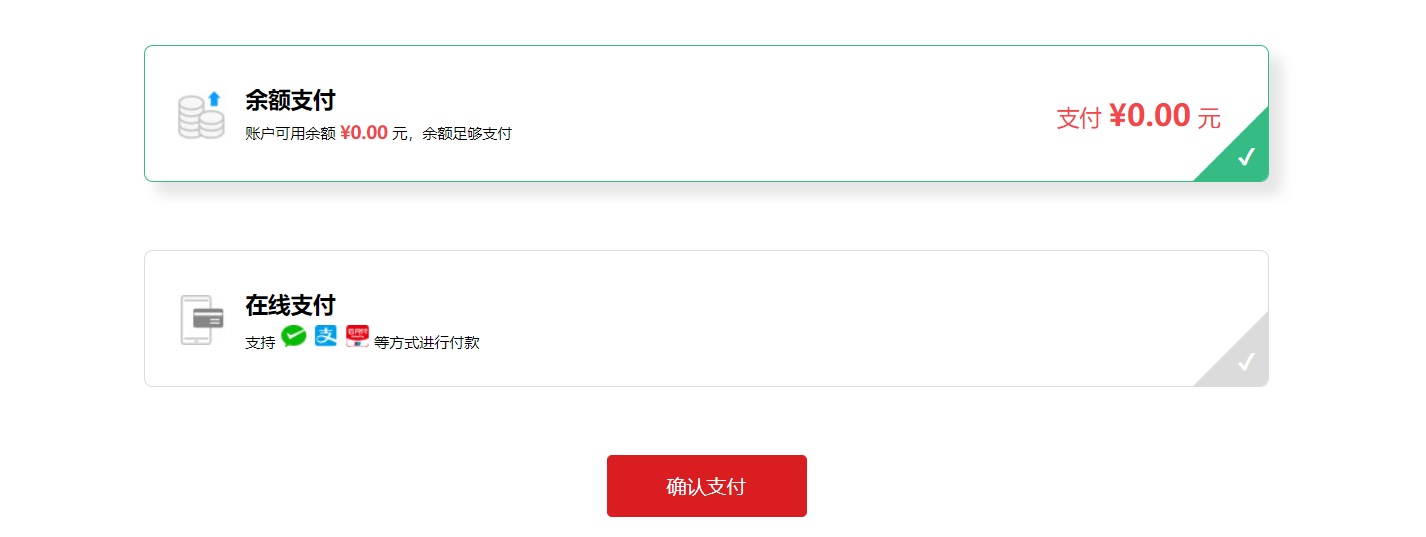 余额支付
账户可用余额 ¥0.00 元，余额足够支付
支付 ¥0.00 元
在线支付
支持 支 等方式进行付款
确认支付